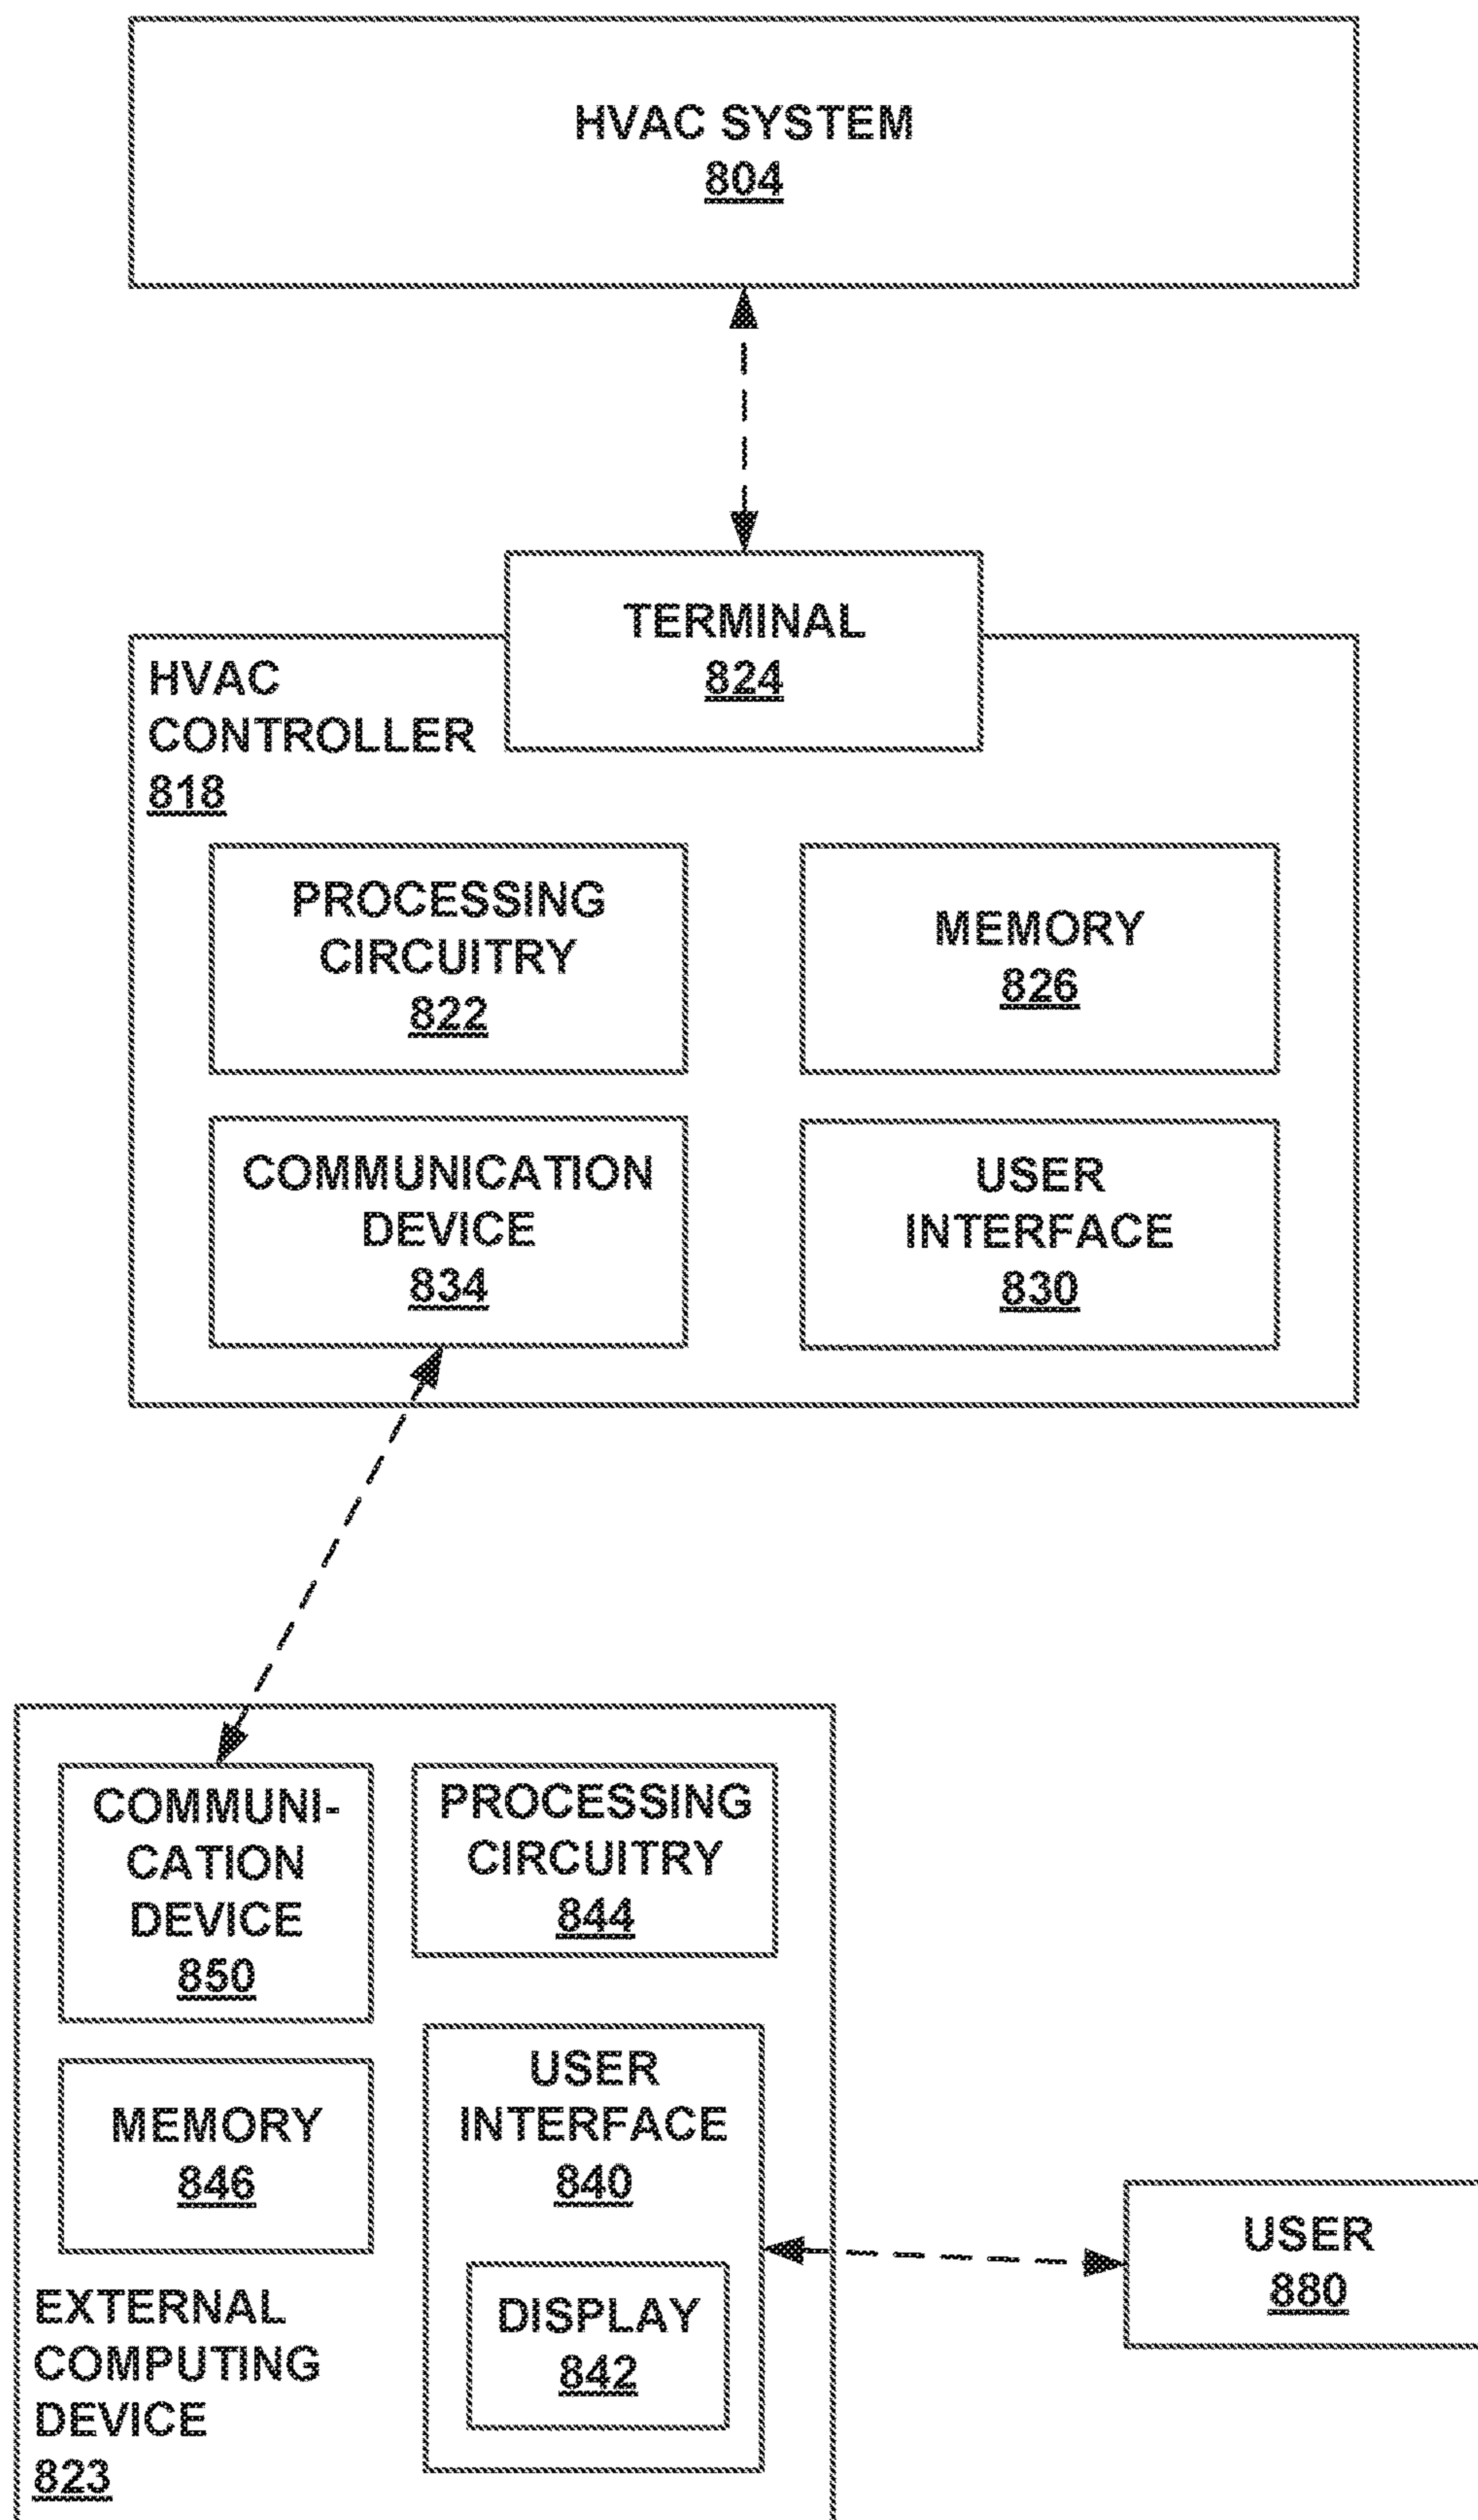 HVAC SYSTEM
804
TERMINAL
824
HVAC
CONTROLLER
818
PROCESSING
CIRCUITRY
822
MEMORY
826
COMMUNICATION
DEVICE
834
USER
INTERFACE
830
COMMUNI-
CATION
DEVICE
850
PROCESSING
CIRCUITRY
844
MEMORY
846
USER
INTERFACE
840
DISPLAY
842
EXTERNAL
COMPUTING
DEVICE
823
USER
880